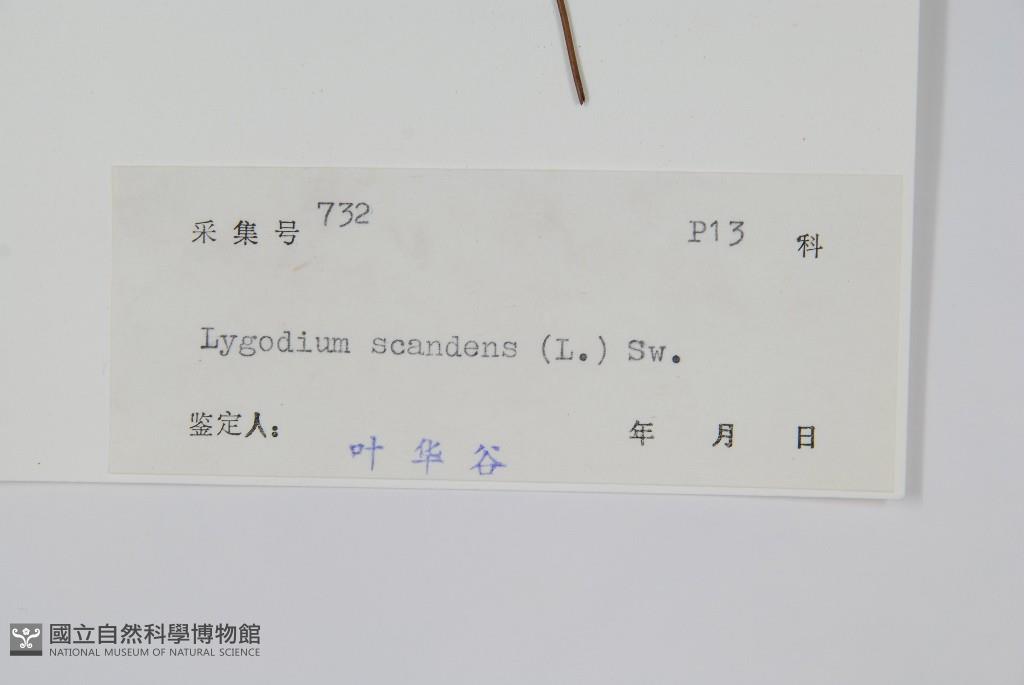 采集号 732 P13 科
Lygodium scandens (L.) Sw.
鉴定人: 叶华谷 年 月 日
國立自然科學博物館
NATIONAL MUSEUM OF NATURAL SCIENCE